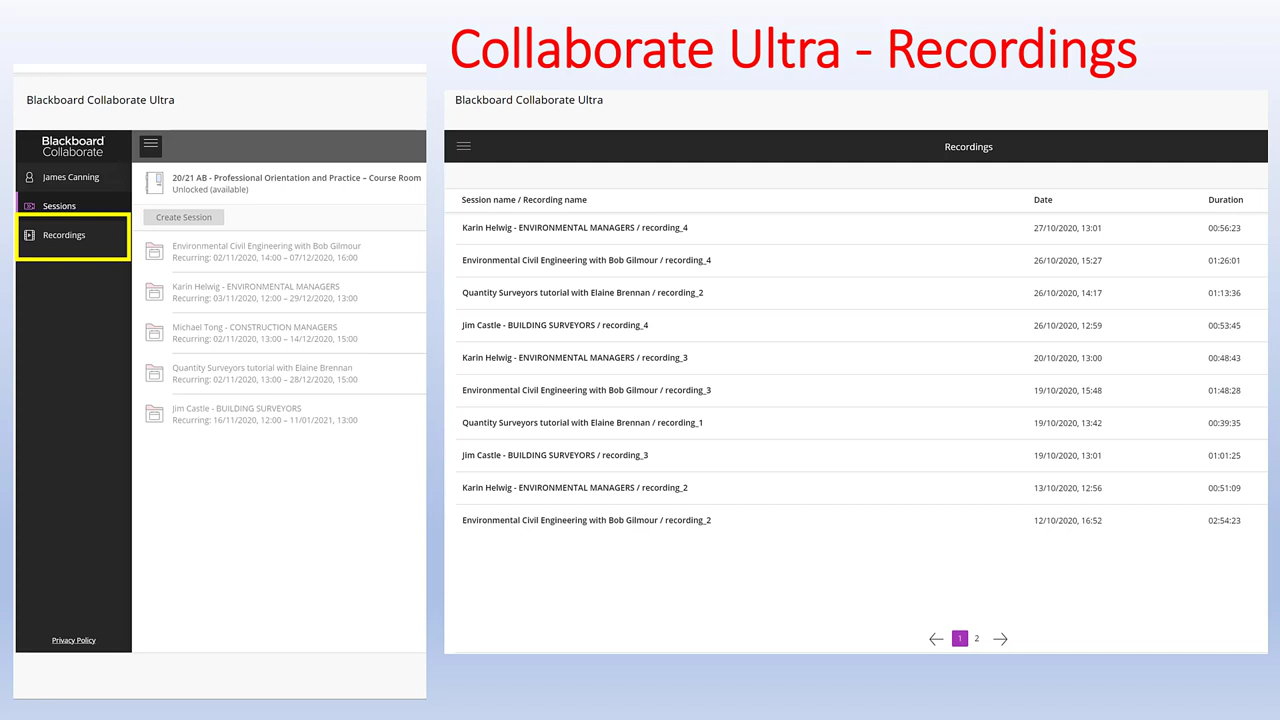 Collaborate Ultra - Recordings
Blackboard Collaborate Ultra
Blackboard
Collaborate
James Canning
Sessions
Recordings
Privacy Policy
20/21 AB - Professional Orientation and Practice – Course Room
Unlocked (available)
Create Session
Environmental Civil Engineering with Bob Gilmour
Recurring: 02/11/2020, 14:00 – 07/12/2020, 16:00
Karin Helwig - ENVIRONMENTAL MANAGERS
Recurring: 03/11/2020, 12:00 – 29/12/2020, 13:00
Michael Tong - CONSTRUCTION MANAGERS
Recurring: 02/11/2020, 13:00 – 14/12/2020, 15:00
Quantity Surveyors tutorial with Elaine Brennan
Recurring: 02/11/2020, 13:00 – 28/12/2020, 15:00
Jim Castle - BUILDING SURVEYORS
Recurring: 16/11/2020, 12:00 – 11/01/2021, 13:00
Blackboard Collaborate Ultra
Recordings
Session name / Recording name Date Duration
Karin Helwig - ENVIRONMENTAL MANAGERS / recording_4 27/10/2020, 13:01 00:56:23
Environmental Civil Engineering with Bob Gilmour / recording_4 26/10/2020, 15:27 01:26:01
Quantity Surveyors tutorial with Elaine Brennan / recording_2 26/10/2020, 14:17 01:13:36
Jim Castle - BUILDING SURVEYORS / recording_4 26/10/2020, 12:59 00:53:45
Karin Helwig - ENVIRONMENTAL MANAGERS / recording_3 20/10/2020, 13:00 00:48:43
Environmental Civil Engineering with Bob Gilmour / recording_3 19/10/2020, 15:48 01:48:28
Quantity Surveyors tutorial with Elaine Brennan / recording_1 19/10/2020, 13:42 00:39:35
Jim Castle - BUILDING SURVEYORS / recording_3 19/10/2020, 13:01 01:01:25
Karin Helwig - ENVIRONMENTAL MANAGERS / recording_2 13/10/2020, 12:56 00:51:09
Environmental Civil Engineering with Bob Gilmour / recording_2 12/10/2020, 16:52 02:54:23
1 2